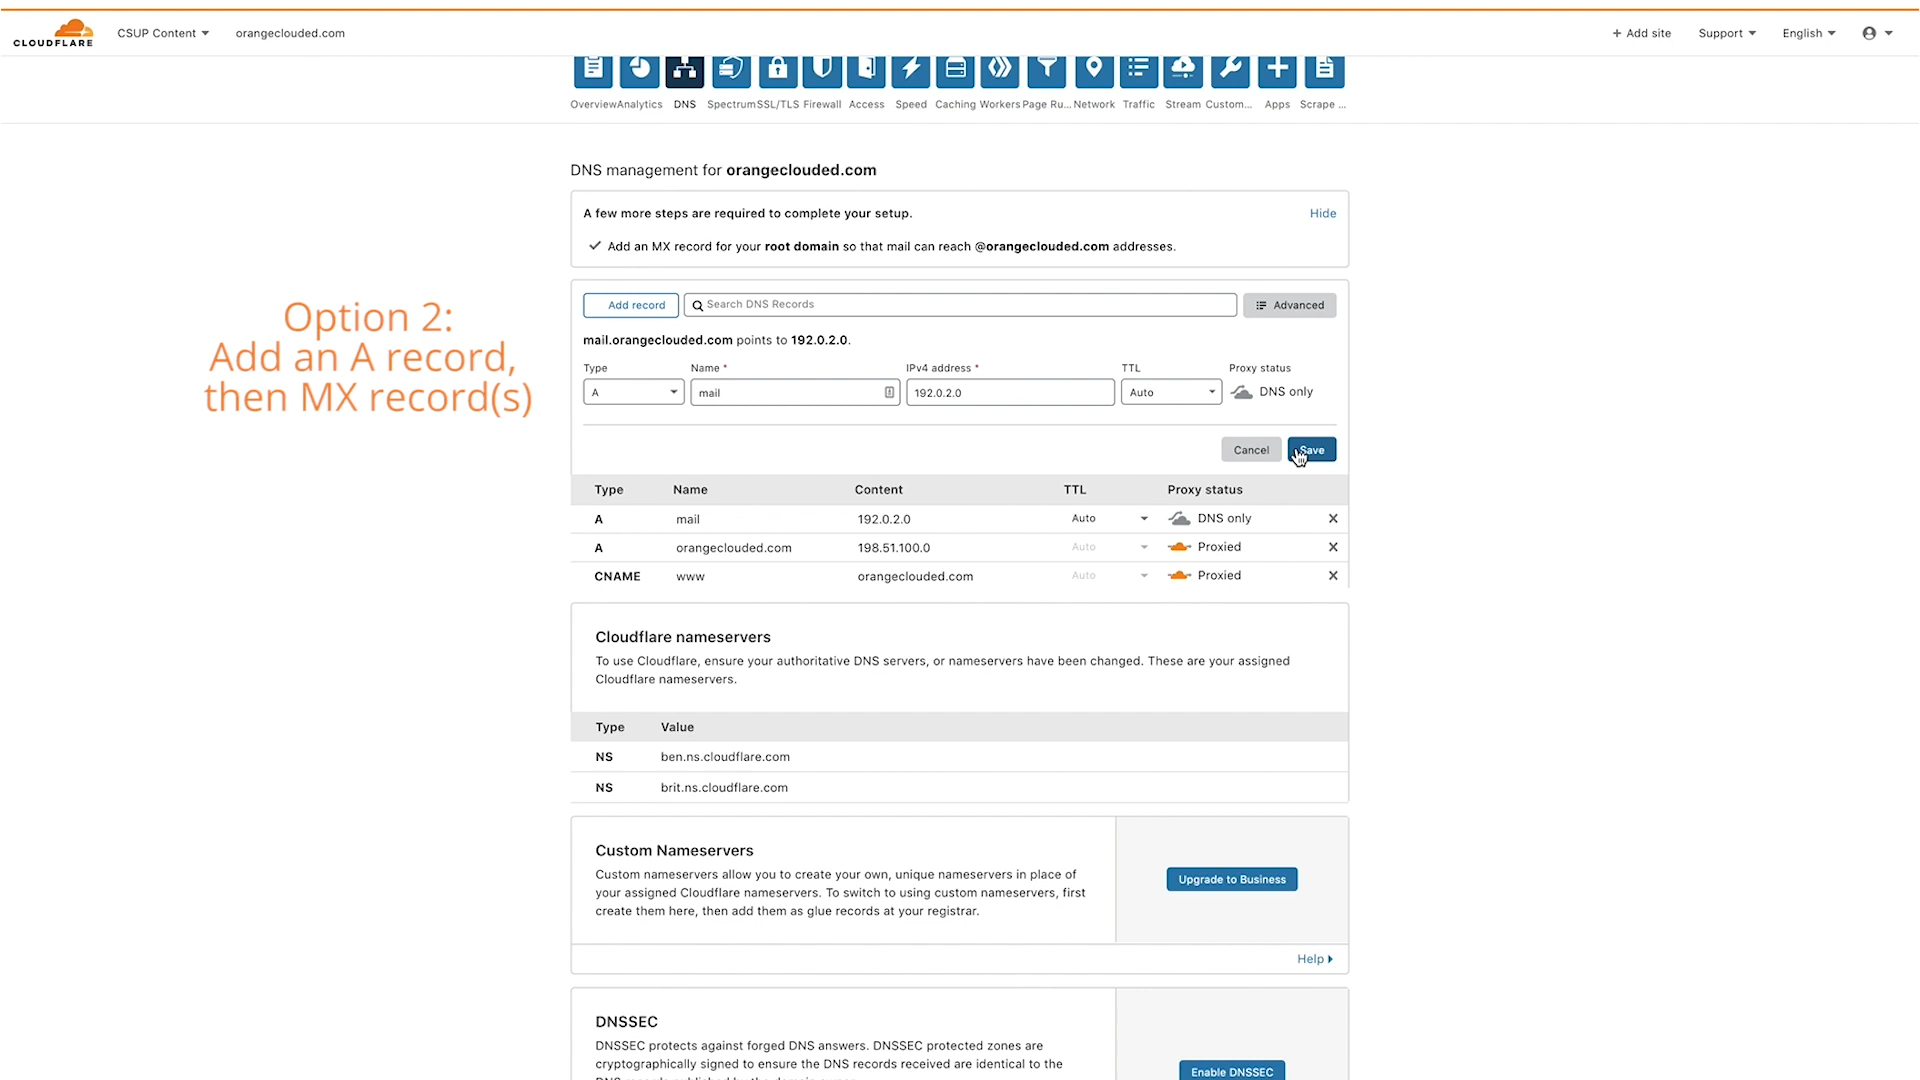 CLOUDFLARE
CSUP Content
orangeclouded.com
+ Add site
Support
English
Overview
Analytics
DNS
Spectrum
SSL/TLS
Firewall
Access
Speed
Caching
Workers
Page Ru...
Network
Traffic
Stream
Custom...
Apps
Scrape ...
DNS management for orangeclouded.com
A few more steps are required to complete your setup.
Hide
Add an MX record for your root domain so that mail can reach @orangeclouded.com addresses.
Option 2:
Add an A record,
then MX record(s)
Add record
Search DNS Records
Advanced
mail.orangeclouded.com points to 192.0.2.0.
Type
Name *
IPv4 address *
TTL
Proxy status
A
mail
192.0.2.0
Auto
DNS only
Cancel
Save
Type Name Content TTL Proxy status
A mail 192.0.2.0 Auto DNS only
A orangeclouded.com 198.51.100.0 Auto Proxied
CNAME www orangeclouded.com Auto Proxied
Cloudflare nameservers
To use Cloudflare, ensure your authoritative DNS servers, or nameservers have been changed. These are your assigned
Cloudflare nameservers.
Type Value
NS ben.ns.cloudflare.com
NS brit.ns.cloudflare.com
Custom Nameservers
Custom nameservers allow you to create your own, unique nameservers in place of
your assigned Cloudflare nameservers. To switch to using custom nameservers, first
create them here, then add them as glue records at your registrar.
Upgrade to Business
Help
DNSSEC
DNSSEC protects against forged DNS answers. DNSSEC protected zones are
cryptographically signed to ensure the DNS records received are identical to the
Enable DNSSEC